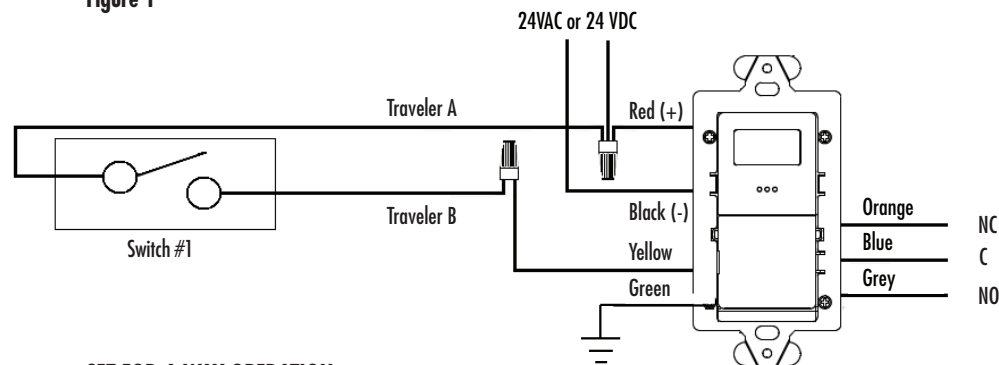 Figure 1
24VAC or 24 VDC
Traveler A
Red (+)
Traveler B
Black (-)
Switch #1
Yellow
Green
Orange
NC
Blue
C
Grey
NO